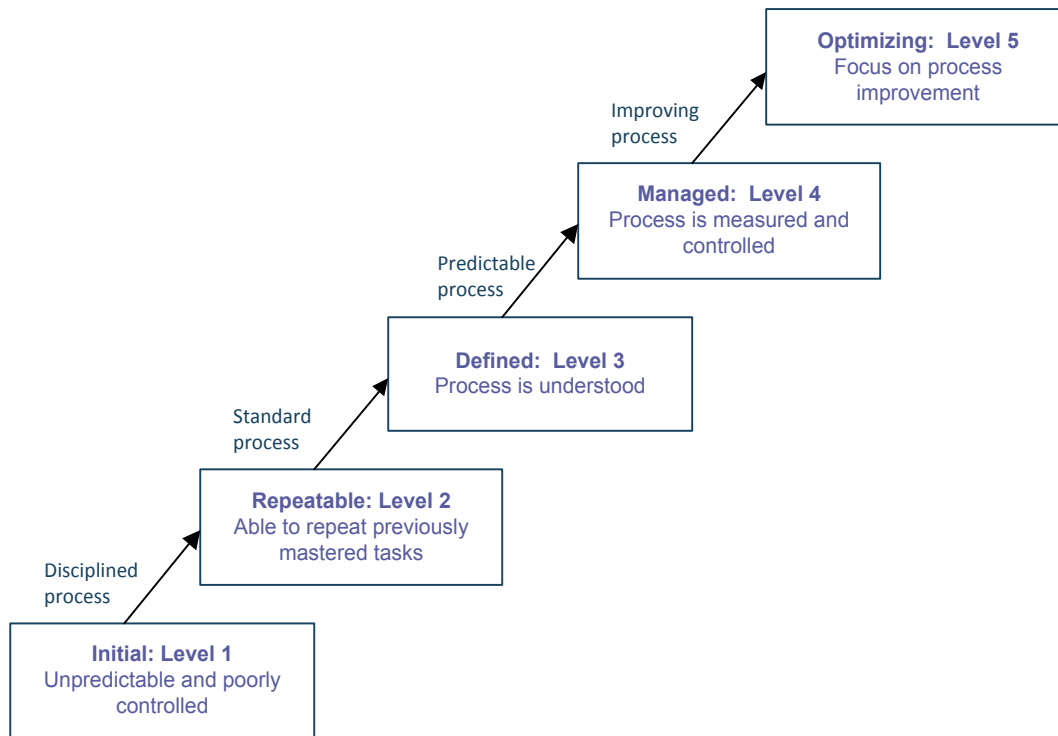 Optimizing:  Level 5
Focus on process
improvement
Improving
process
Managed:  Level 4
Process is measured and
controlled
Predictable
process
Defined:  Level 3
Process is understood
Standard
process
Repeatable: Level 2
Able to repeat previously
mastered tasks
Disciplined
process
Initial: Level 1
Unpredictable and poorly
controlled